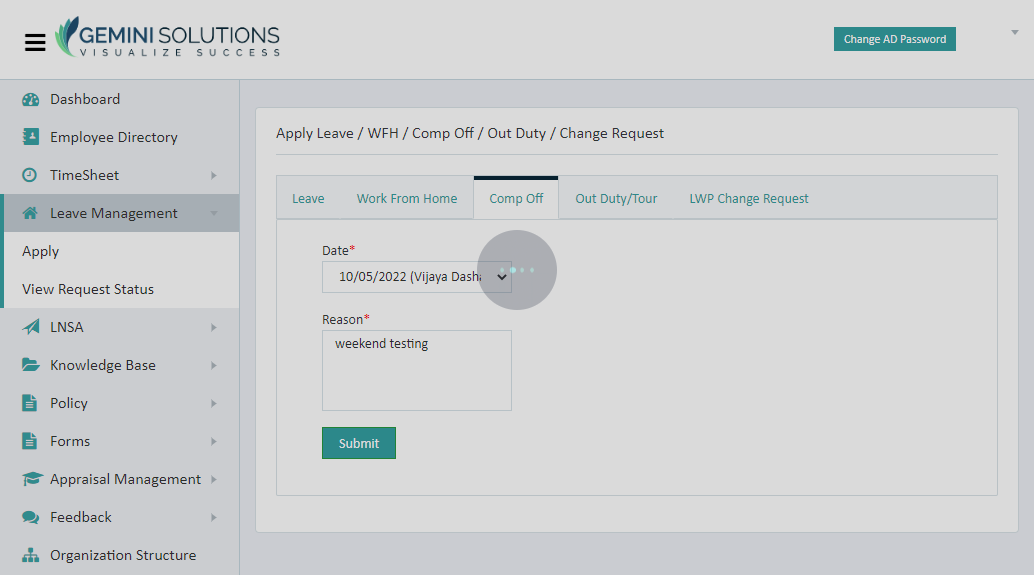 GEMINI SOLUTIONS
VISUALIZE SUCCESS
Change AD Password
Dashboard
Employee Directory
TimeSheet
Leave Management
Apply
View Request Status
LNSA
Knowledge Base
Policy
Forms
Appraisal Management
Feedback
Organization Structure
Apply Leave / WFH / Comp Off / Out Duty / Change Request
Leave Work From Home Comp Off Out Duty/Tour LWP Change Request
Date*
10/05/2022 (Vijaya Dasha
Reason*
weekend testing
Submit